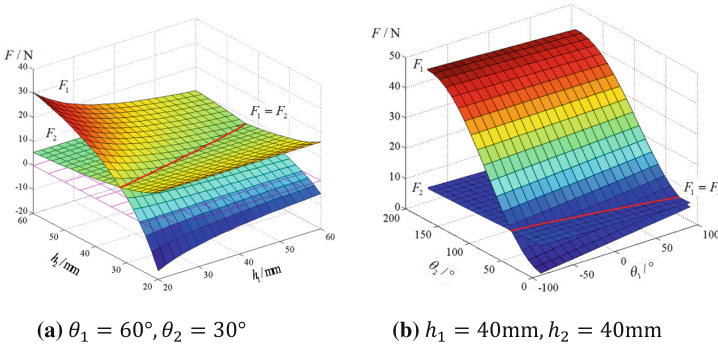 (a)
F / N
40
30
20
10
0
-10
-20
F₁
F₂
F₁ = F₂
60
50
40
30
20
h₂/mm
20
30
40
50
60
h₁/mm
(b)
F / N
50
40
30
20
10
0
F₁
F₂
F₁ = F
200
150
100
50
0
θ₂/°
-100
-50
0
50
100
θ₁/°
(a) θ₁ = 60°, θ₂ = 30°
(b) h₁ = 40mm, h₂ = 40mm